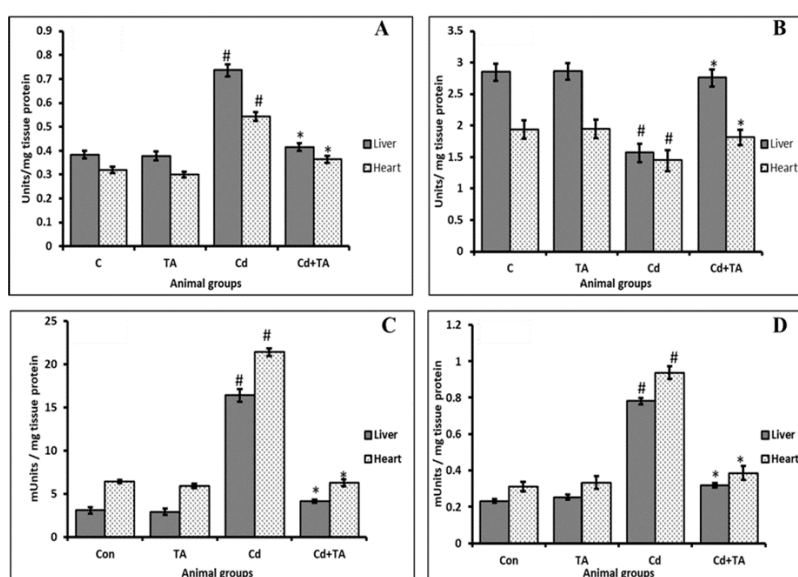 A
0.9
0.8
0.7
0.6
0.5
0.4
0.3
0.2
0.1
0
Units/mg tissue protein
#
#
*
*
Liver
Heart
C TA Cd Cd+TA
Animal groups
B
3.5
3
2.5
2
1.5
1
0.5
0
Units/ mg tissue protein
#
#
*
*
Liver
Heart
C TA Cd Cd+TA
Animal groups
C
25
20
15
10
5
0
mUnits / mg tissue protein
#
#
*
*
Liver
Heart
Con TA Cd Cd+TA
Animal groups
D
1.2
1
0.8
0.6
0.4
0.2
0
mUnits / mg tissue protein
#
#
*
*
Liver
Heart
Con TA Cd Cd+TA
Animal groups